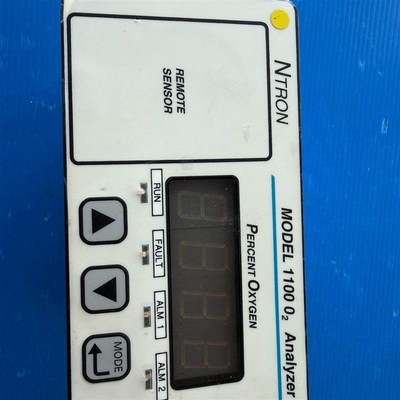 NTRON
MODEL 1100 O₂ Analyzer
REMOTE
SENSOR
PERCENT OXYGEN
RUN
FAULT
ALM 1
ALM 2
MODE